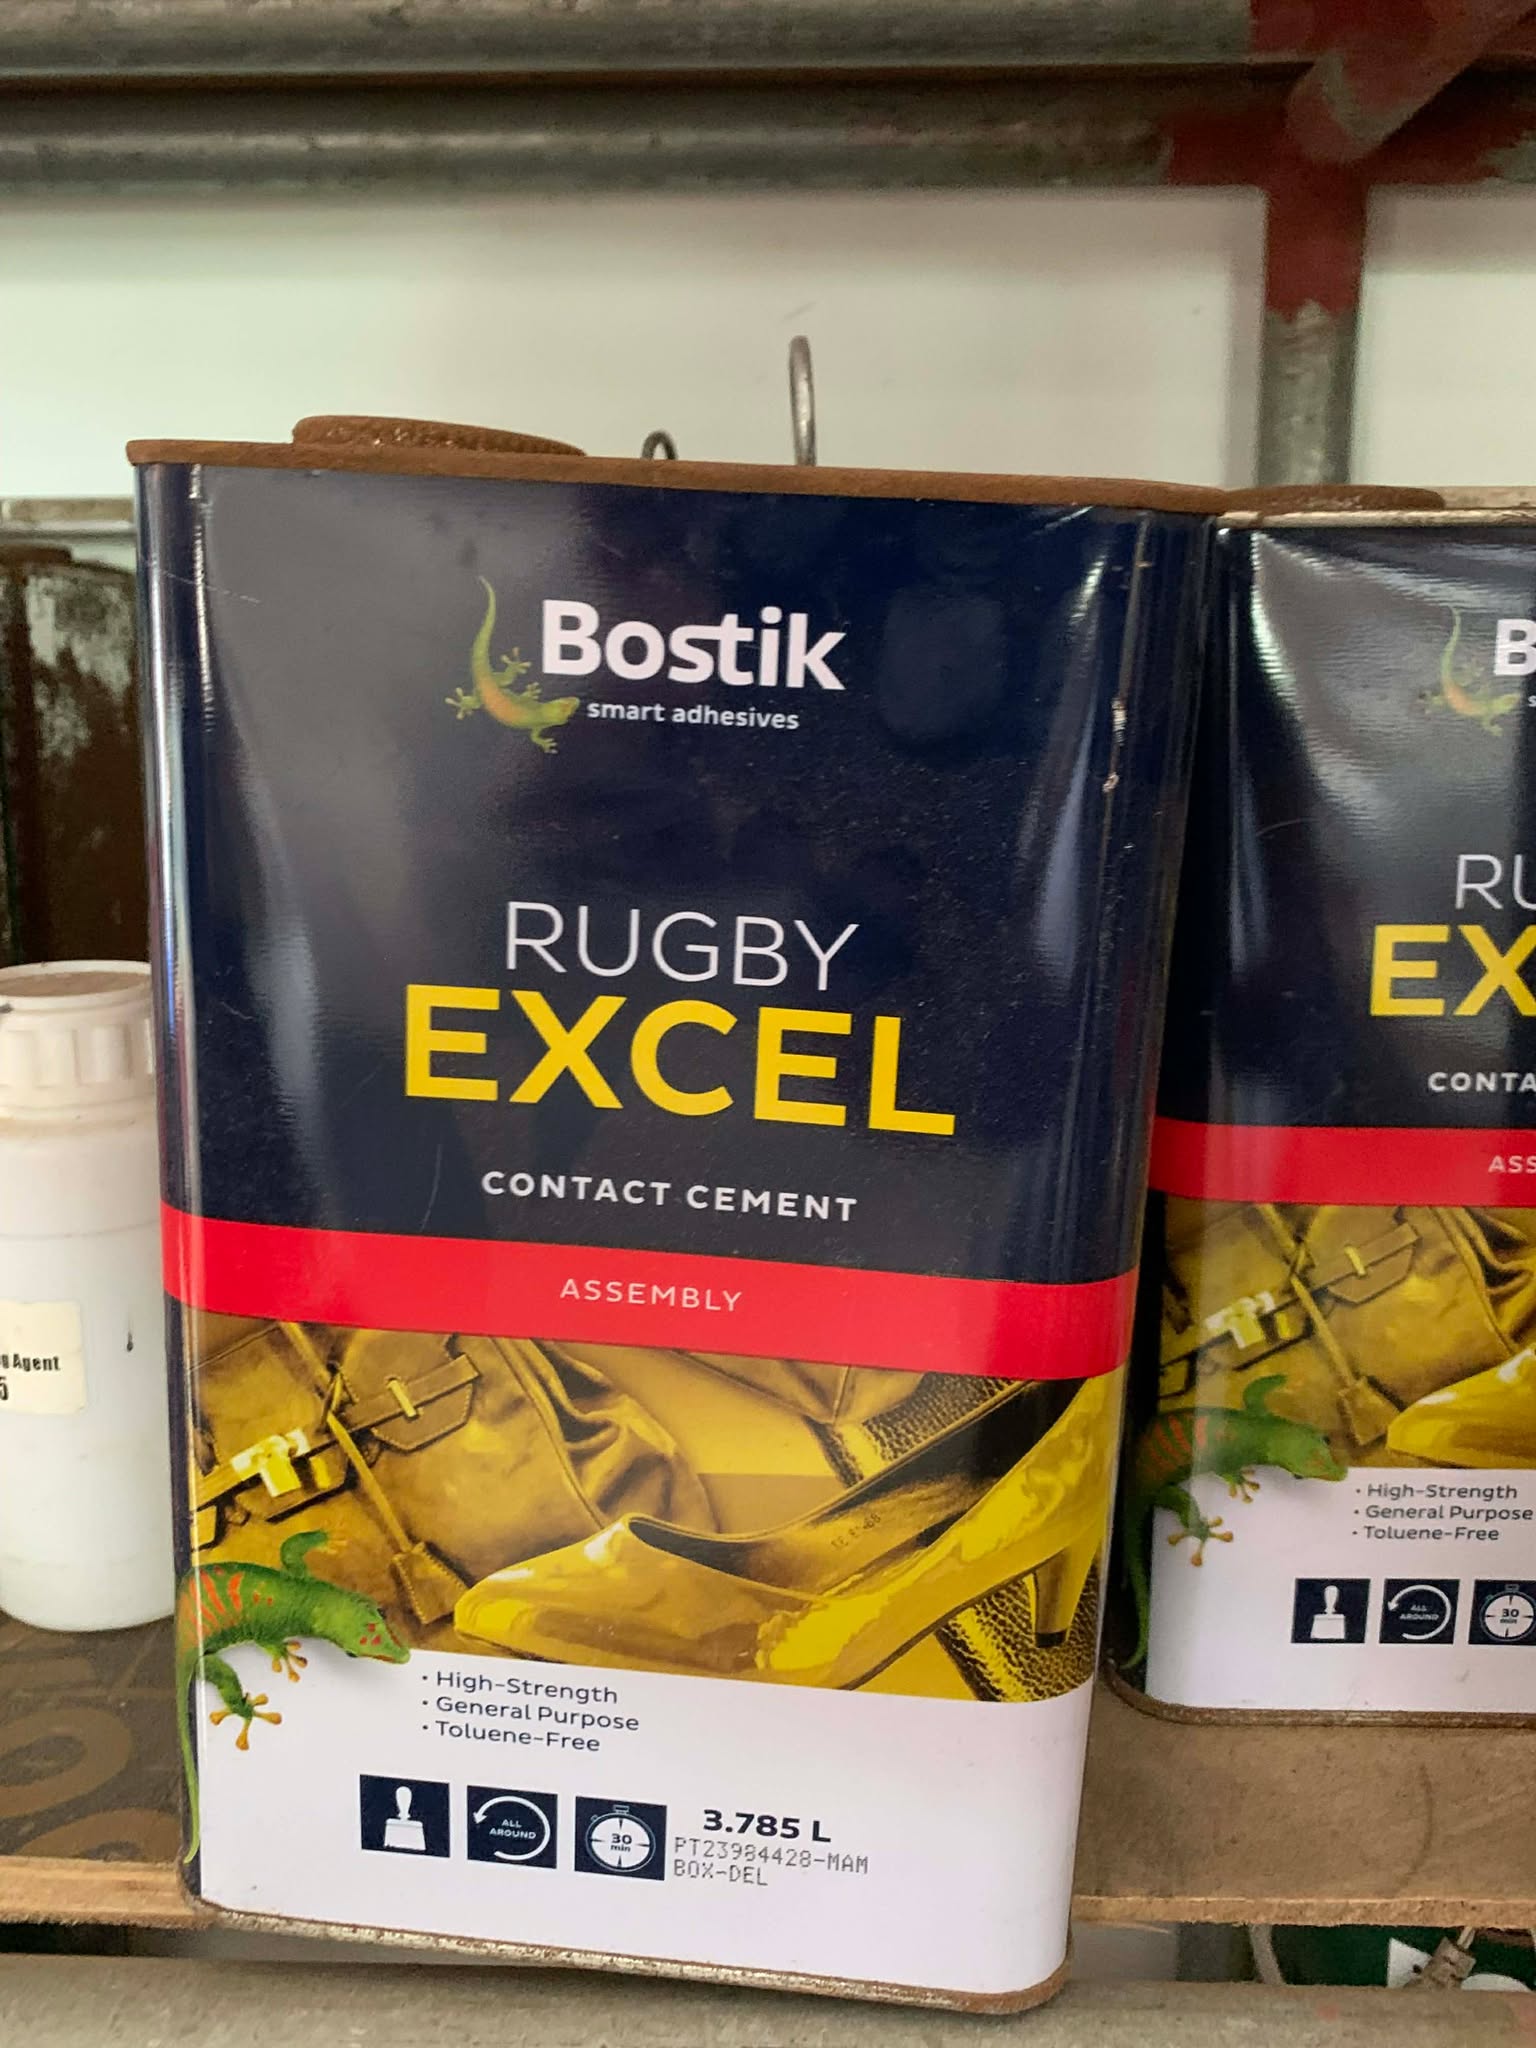 Bostik
smart adhesives
RUGBY
EXCEL
CONTACT CEMENT
ASSEMBLY
• High-Strength
• General Purpose
• Toluene-Free
ALL
AROUND
30
min
3.785 L
PT23984428-MAM
BOX-DEL
B
RU
EX
CONTA
ASS
• High-Strength
• General Purpose
• Toluene-Free
ALL
AROUND
30
min
Agent
5